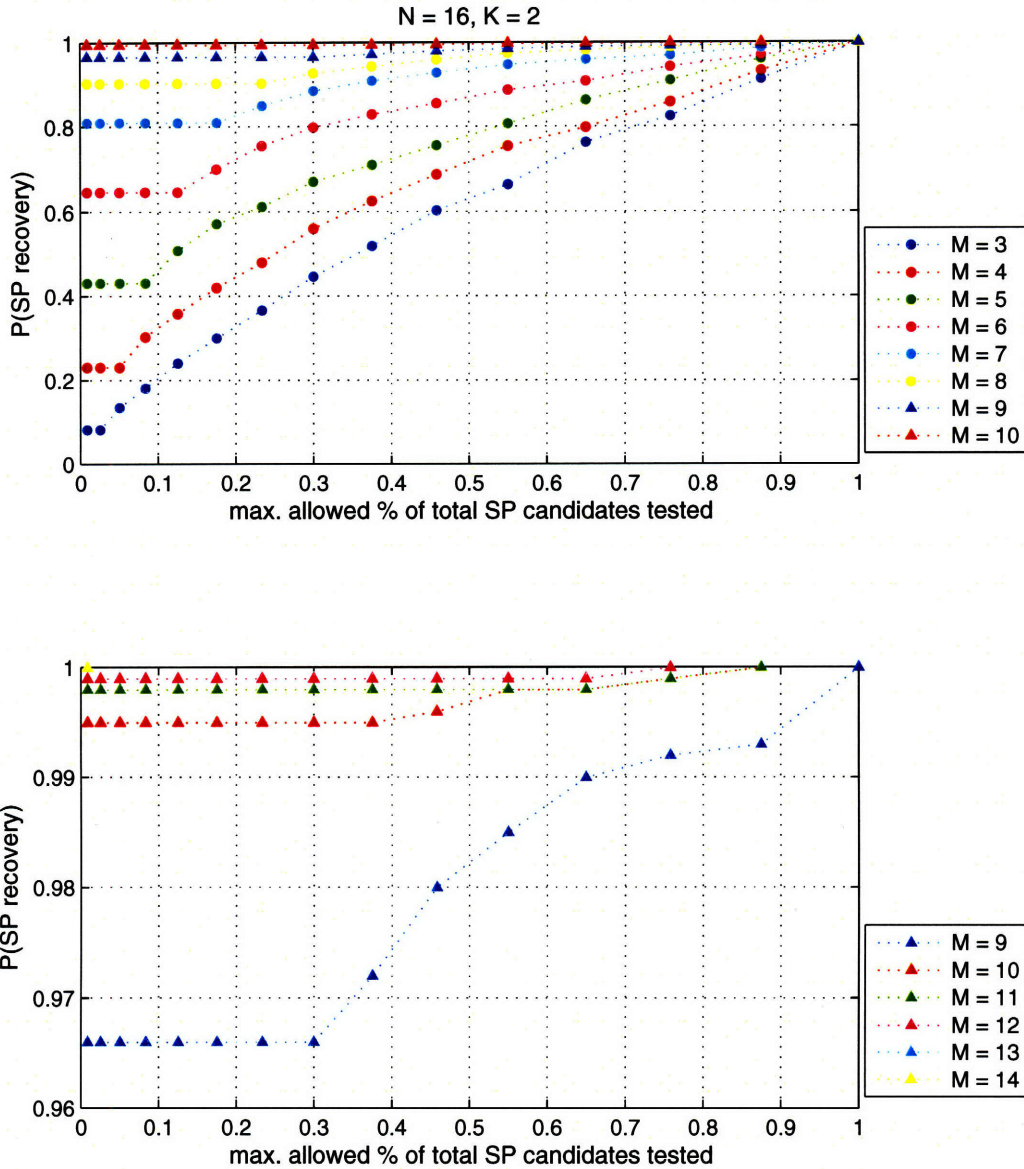 N = 16, K = 2
P(SP recovery)
1
0.8
0.6
0.4
0.2
0
0 0.1 0.2 0.3 0.4 0.5 0.6 0.7 0.8 0.9 1
max. allowed % of total SP candidates tested
M = 3
M = 4
M = 5
M = 6
M = 7
M = 8
M = 9
M = 10
P(SP recovery)
1
0.99
0.98
0.97
0.96
0 0.1 0.2 0.3 0.4 0.5 0.6 0.7 0.8 0.9 1
max. allowed % of total SP candidates tested
M = 9
M = 10
M = 11
M = 12
M = 13
M = 14